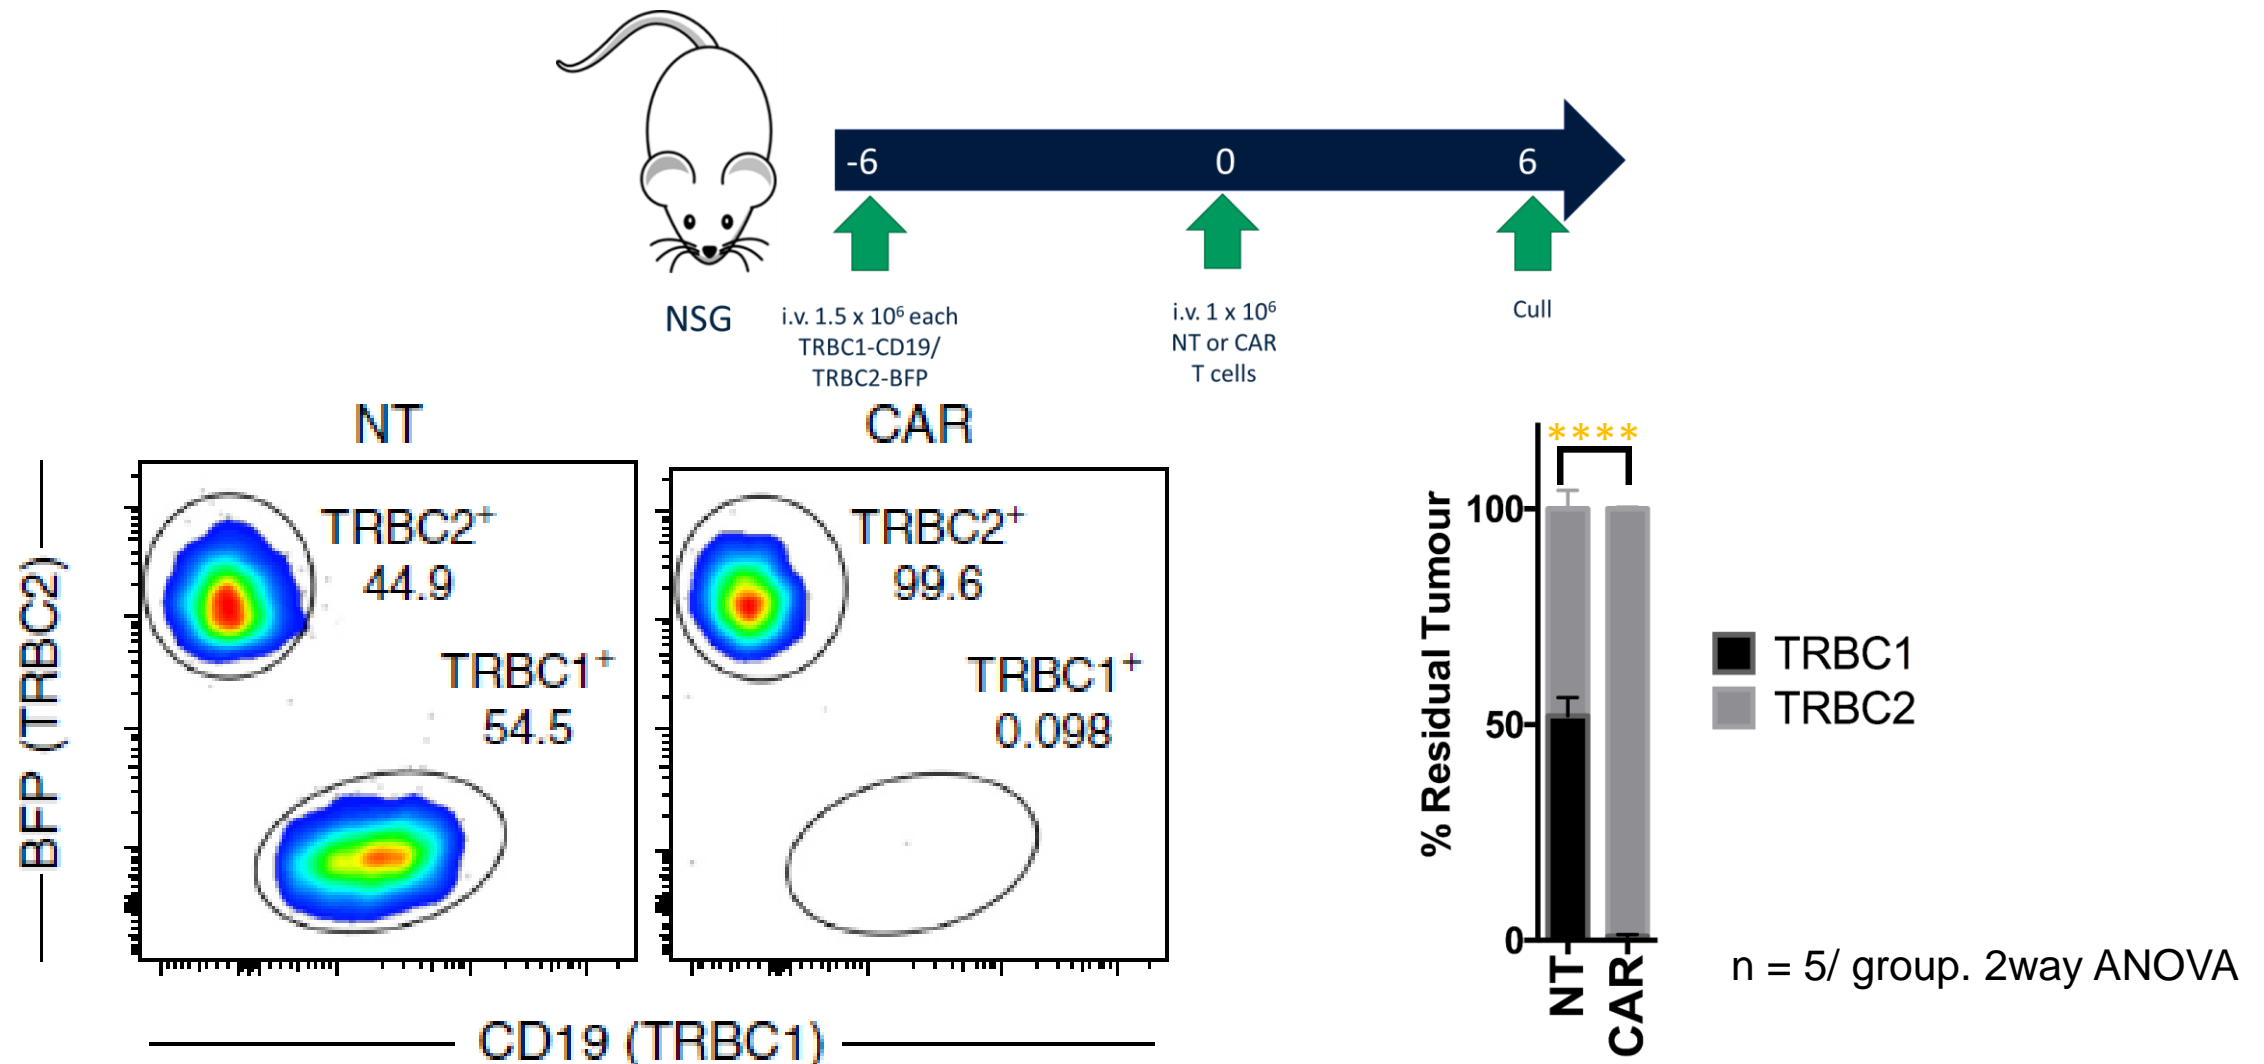 -6
0
6
NSG
i.v. 1.5 x 10⁶ each
TRBC1-CD19/
TRBC2-BFP
i.v. 1 x 10⁶
NT or CAR
T cells
Cull
NT
CAR
BFP (TRBC2)
TRBC2⁺
44.9
TRBC1⁺
54.5
TRBC2⁺
99.6
TRBC1⁺
0.098
CD19 (TRBC1)
****
% Residual Tumour
100
50
0
NT
CAR
TRBC1
TRBC2
n = 5/ group. 2way ANOVA